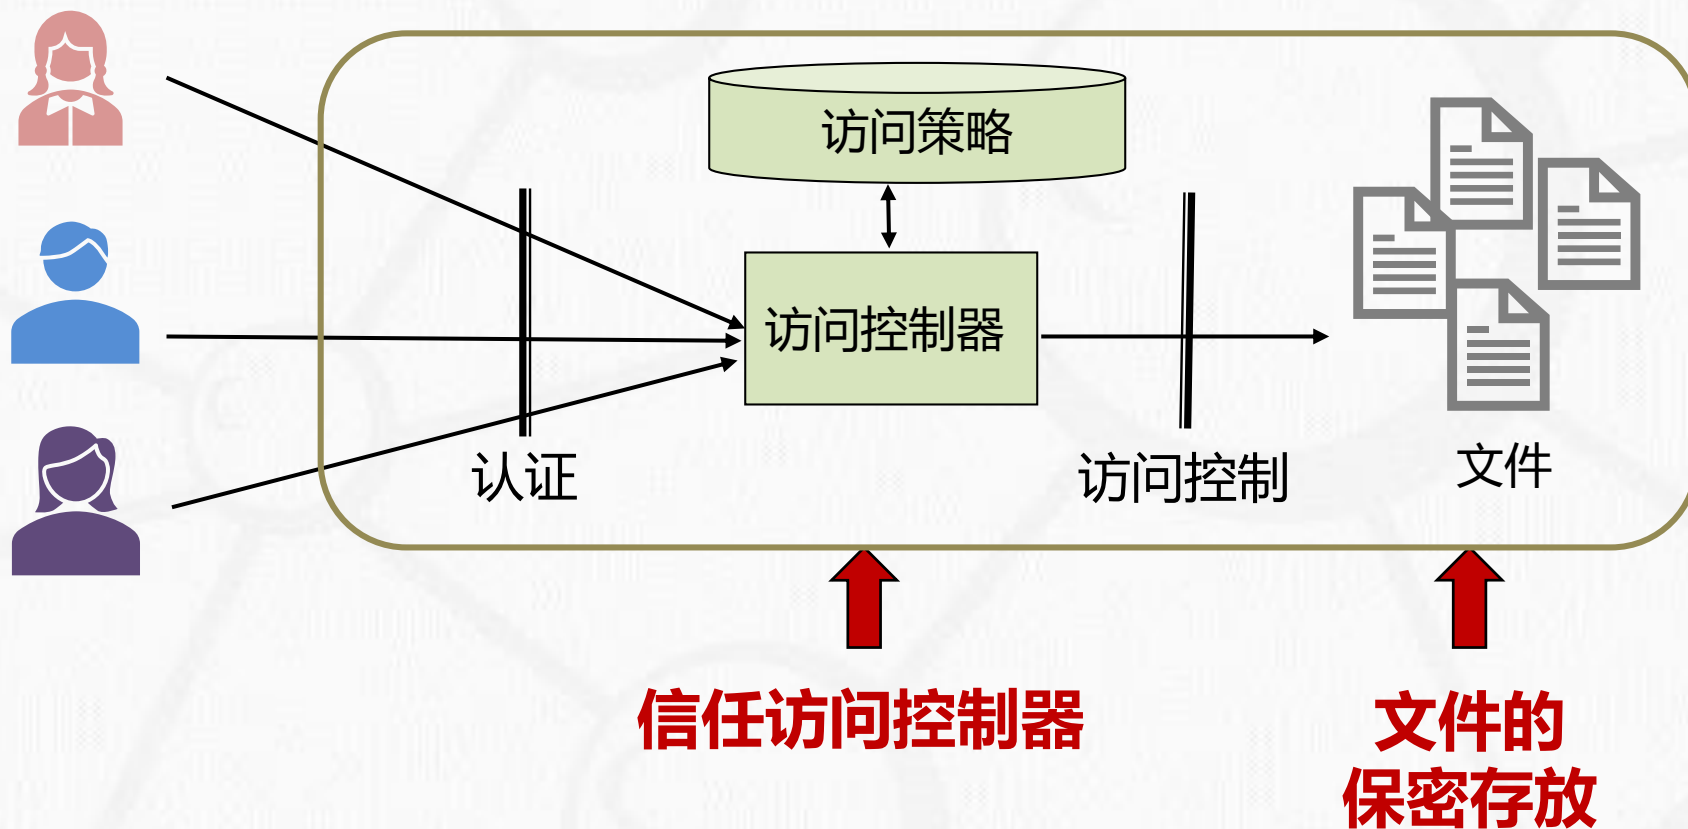 访问策略
访问控制器
认证
访问控制
文件
信任访问控制器
文件的
保密存放